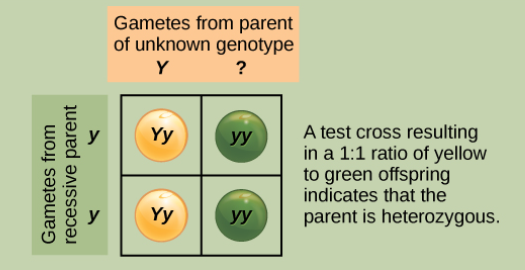 Gametes from parent
of unknown genotype
Y ?
Gametes from
recessive parent
y Yy yy
y Yy yy
A test cross resulting
in a 1:1 ratio of yellow
to green offspring
indicates that the
parent is heterozygous.